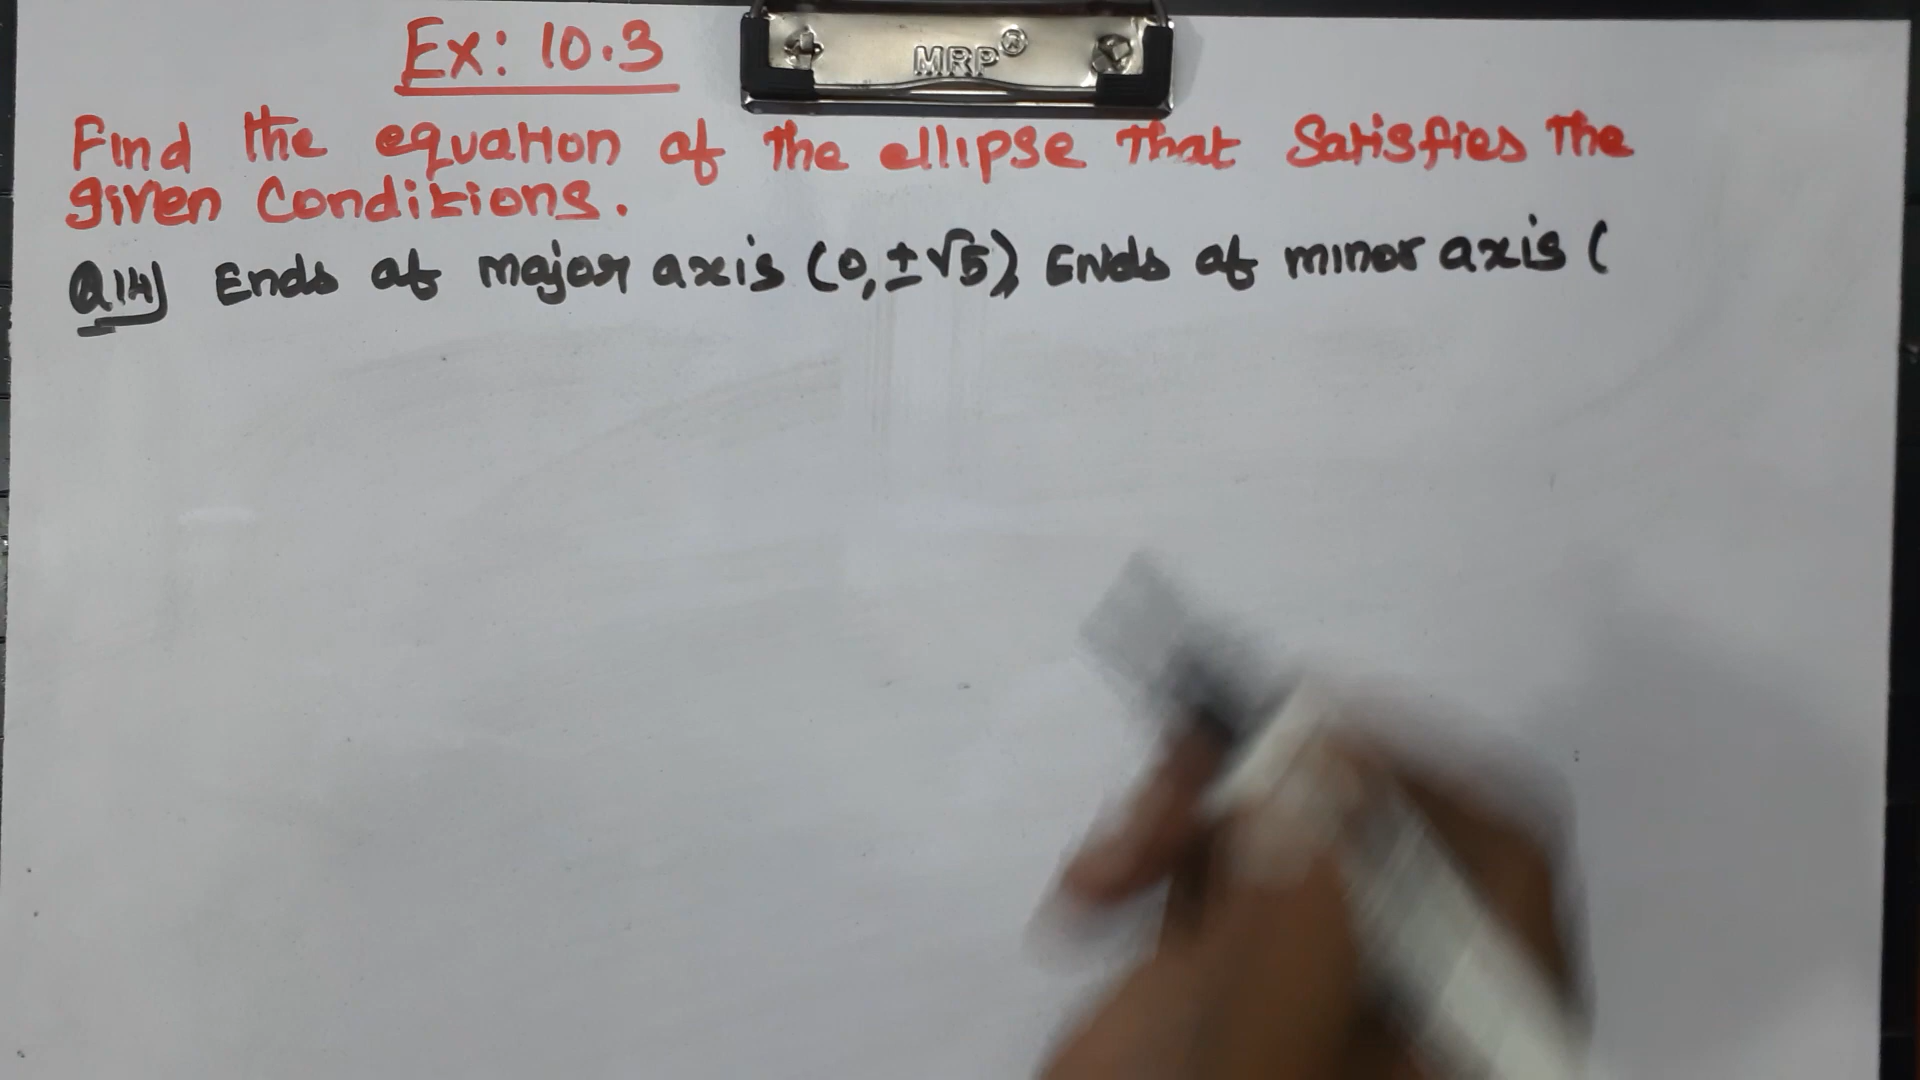 Ex: 10.3
MRP®
Find the equation of the ellipse that satisfies the
given conditions.
Q14) Ends of major axis (0,±√5), Ends of minor axis (